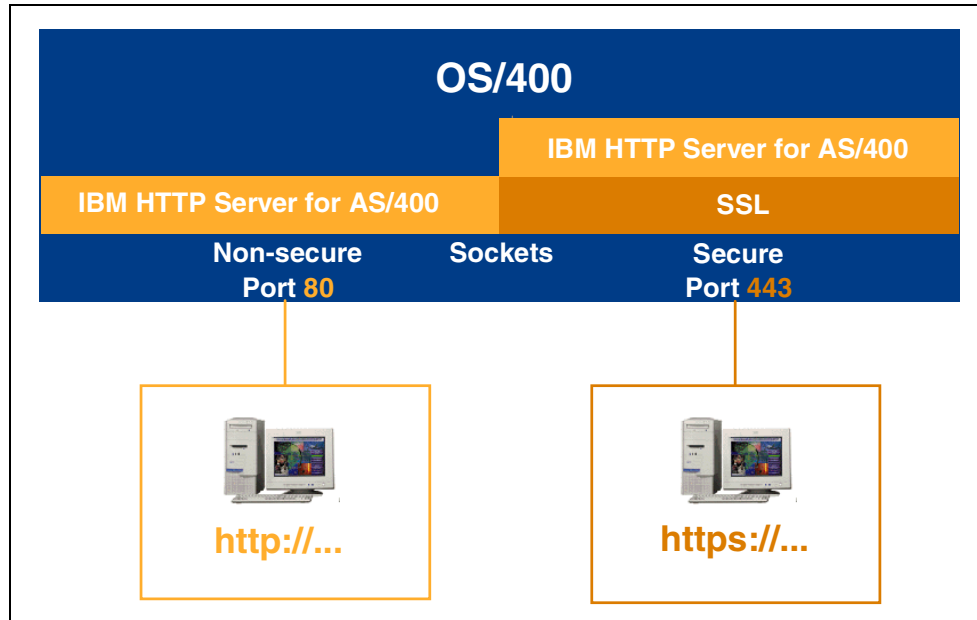 OS/400
IBM HTTP Server for AS/400
IBM HTTP Server for AS/400
SSL
Non-secure
Port 80
Sockets
Secure
Port 443
http://...
https://...